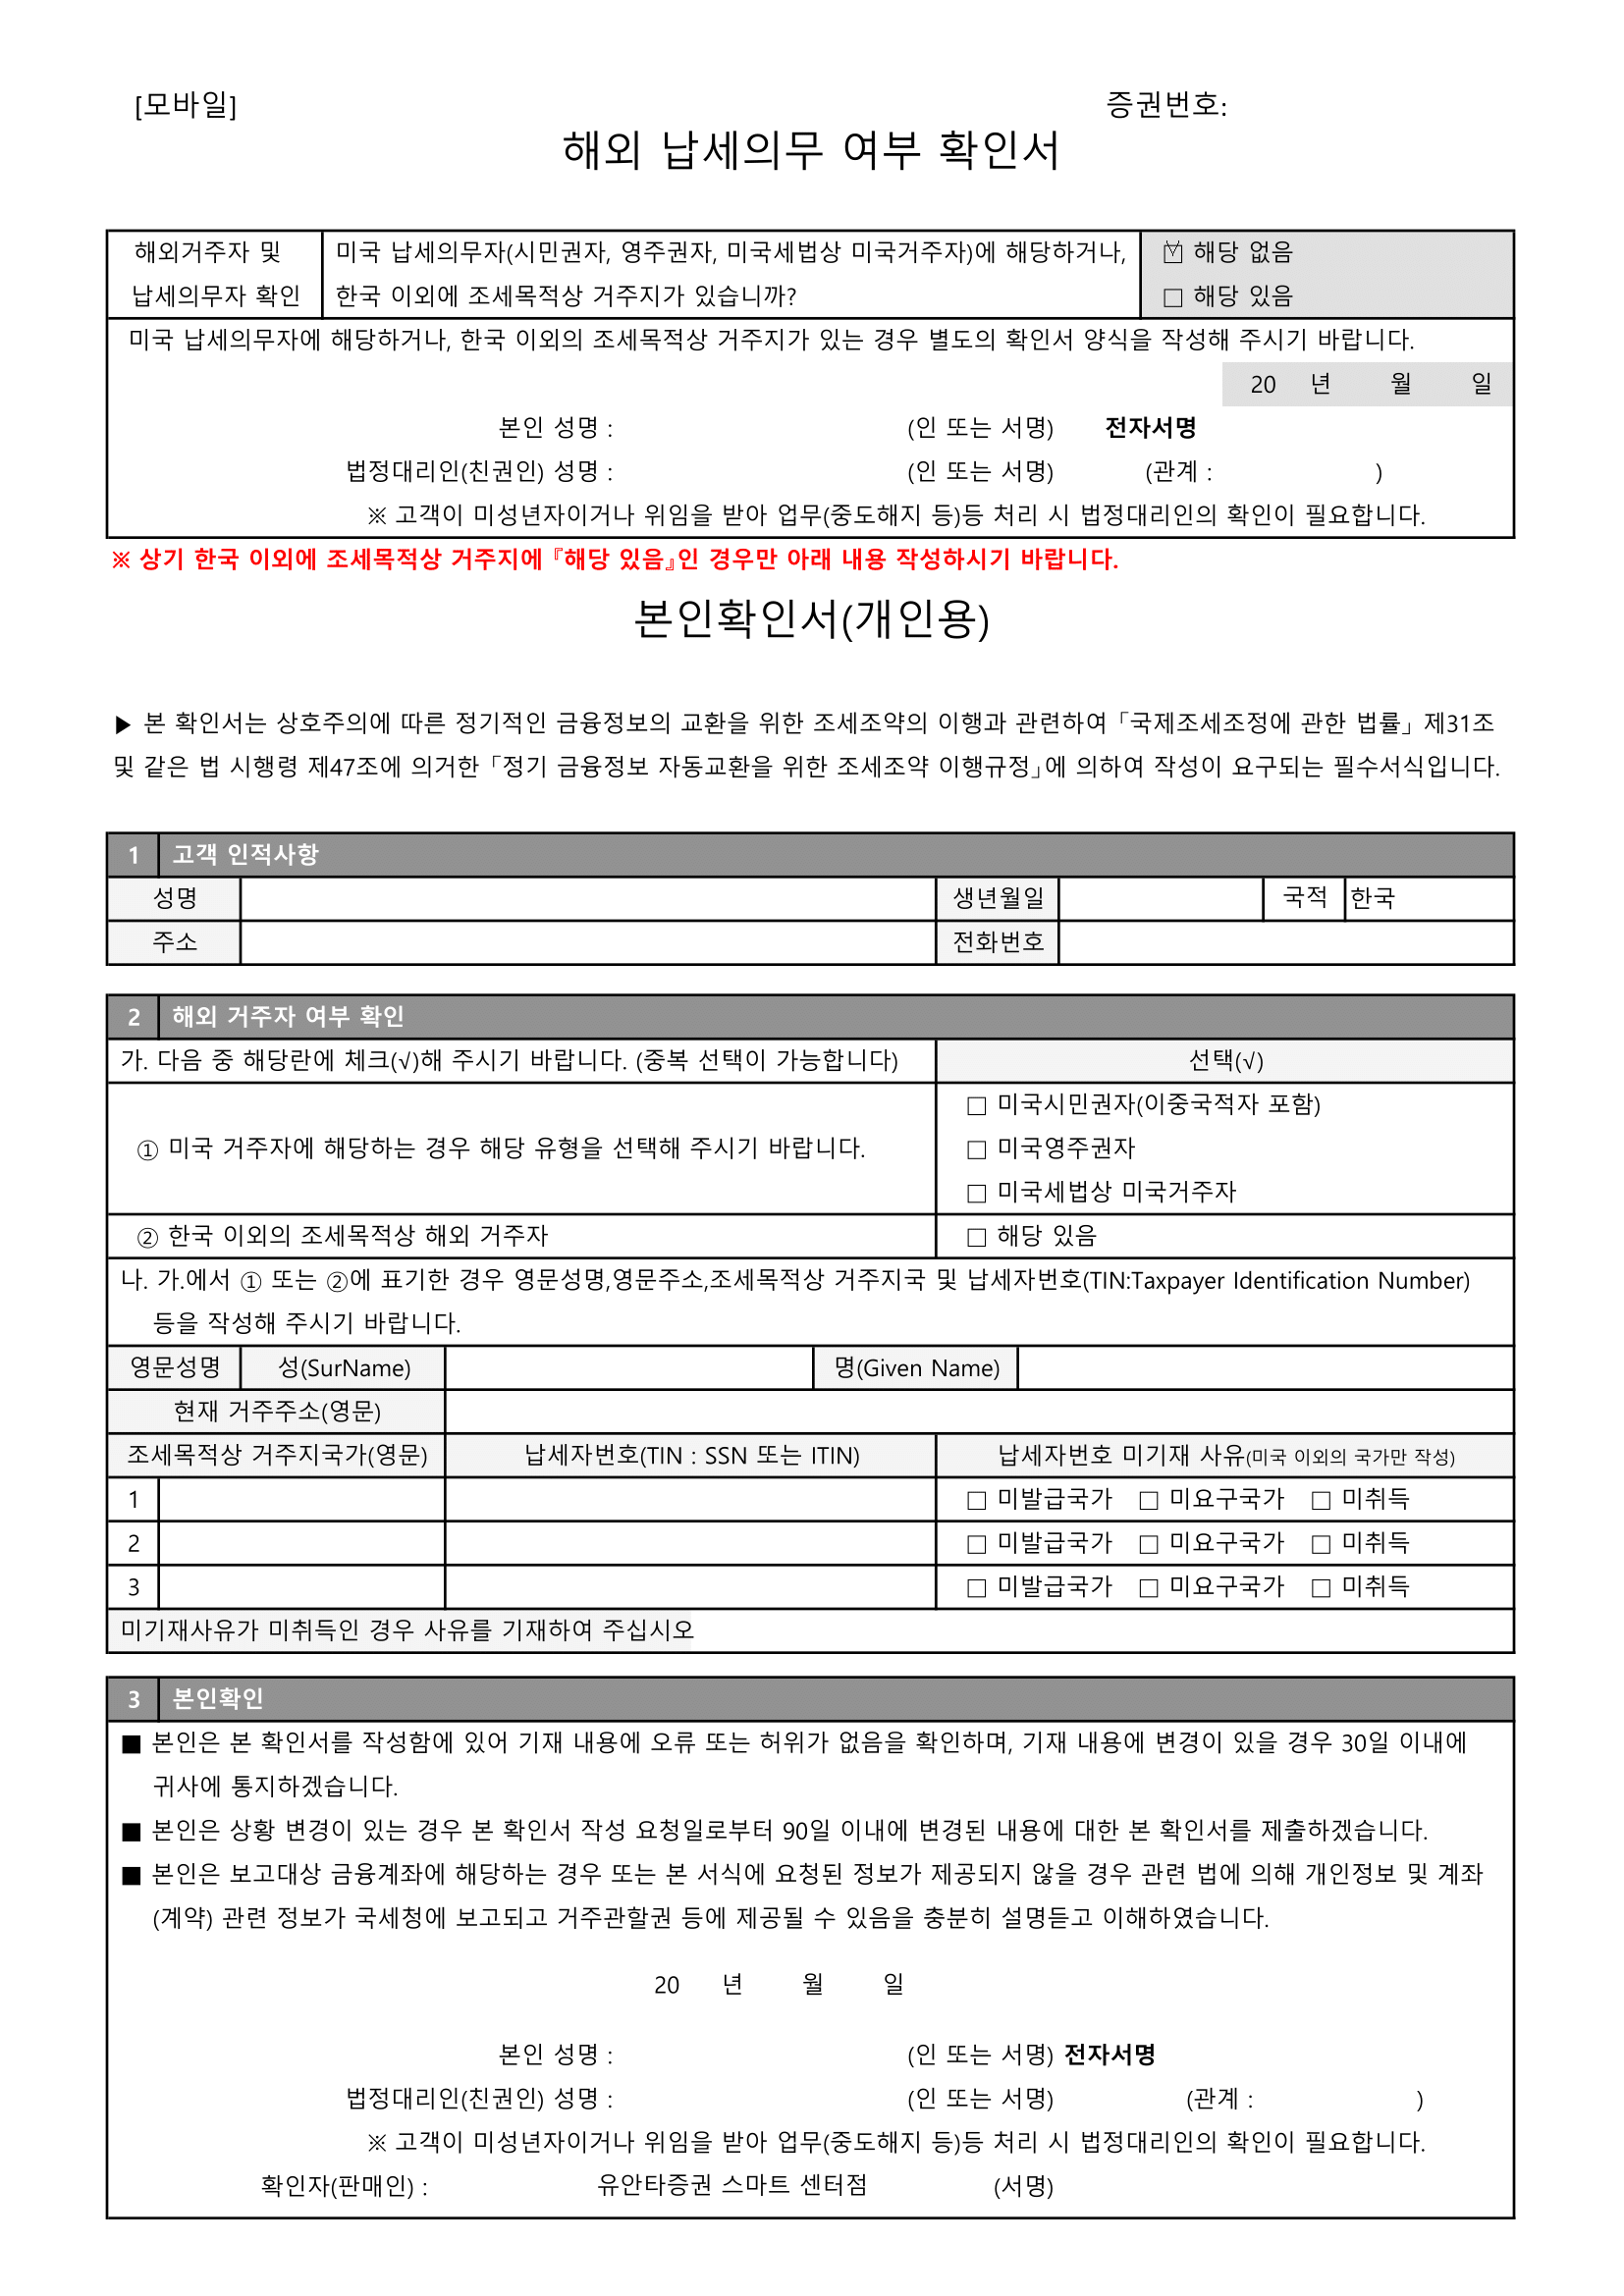 [모바일] 증권번호:
해외 납세의무 여부 확인서
해외거주자 및 미국 납세의무자(시민권자, 영주권자, 미국세법상 미국거주자)에 해당하거나, ☑ 해당 없음
납세의무자 확인 한국 이외에 조세목적상 거주지가 있습니까? □ 해당 있음
미국 납세의무자에 해당하거나, 한국 이외의 조세목적상 거주지가 있는 경우 별도의 확인서 양식을 작성해 주시기 바랍니다.
20 년 월 일
본인 성명 : (인 또는 서명) 전자서명
법정대리인(친권인) 성명 : (인 또는 서명) (관계 : )
※ 고객이 미성년자이거나 위임을 받아 업무(중도해지 등)등 처리 시 법정대리인의 확인이 필요합니다.
※ 상기 한국 이외에 조세목적상 거주지에 『해당 있음』인 경우만 아래 내용 작성하시기 바랍니다.
본인확인서(개인용)
▶ 본 확인서는 상호주의에 따른 정기적인 금융정보의 교환을 위한 조세조약의 이행과 관련하여 「국제조세조정에 관한 법률」 제31조
및 같은 법 시행령 제47조에 의거한 「정기 금융정보 자동교환을 위한 조세조약 이행규정」에 의하여 작성이 요구되는 필수서식입니다.
1 고객 인적사항
성명 생년월일 국적 한국
주소 전화번호
2 해외 거주자 여부 확인
가. 다음 중 해당란에 체크(√)해 주시기 바랍니다. (중복 선택이 가능합니다) 선택(√)
□ 미국시민권자(이중국적자 포함)
① 미국 거주자에 해당하는 경우 해당 유형을 선택해 주시기 바랍니다. □ 미국영주권자
□ 미국세법상 미국거주자
② 한국 이외의 조세목적상 해외 거주자 □ 해당 있음
나. 가.에서 ① 또는 ②에 표기한 경우 영문성명,영문주소,조세목적상 거주지국 및 납세자번호(TIN:Taxpayer Identification Number)
등을 작성해 주시기 바랍니다.
영문성명 성(SurName) 명(Given Name)
현재 거주주소(영문)
조세목적상 거주지국가(영문) 납세자번호(TIN : SSN 또는 ITIN) 납세자번호 미기재 사유(미국 이외의 국가만 작성)
1 □ 미발급국가 □ 미요구국가 □ 미취득
2 □ 미발급국가 □ 미요구국가 □ 미취득
3 □ 미발급국가 □ 미요구국가 □ 미취득
미기재사유가 미취득인 경우 사유를 기재하여 주십시오
3 본인확인
■ 본인은 본 확인서를 작성함에 있어 기재 내용에 오류 또는 허위가 없음을 확인하며, 기재 내용에 변경이 있을 경우 30일 이내에
귀사에 통지하겠습니다.
■ 본인은 상황 변경이 있는 경우 본 확인서 작성 요청일로부터 90일 이내에 변경된 내용에 대한 본 확인서를 제출하겠습니다.
■ 본인은 보고대상 금융계좌에 해당하는 경우 또는 본 서식에 요청된 정보가 제공되지 않을 경우 관련 법에 의해 개인정보 및 계좌
(계약) 관련 정보가 국세청에 보고되고 거주관할권 등에 제공될 수 있음을 충분히 설명듣고 이해하였습니다.
20 년 월 일
본인 성명 : (인 또는 서명) 전자서명
법정대리인(친권인) 성명 : (인 또는 서명) (관계 : )
※ 고객이 미성년자이거나 위임을 받아 업무(중도해지 등)등 처리 시 법정대리인의 확인이 필요합니다.
확인자(판매인) : 유안타증권 스마트 센터점 (서명)